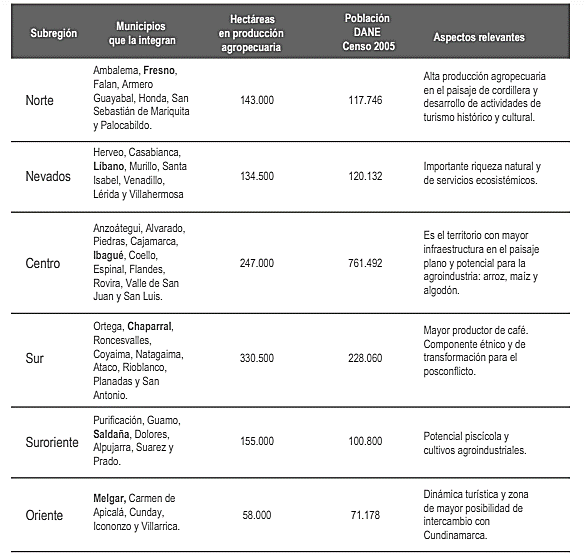 Subregión
Municipios
que la integran
Hectáreas
en producción
agropecuaria
Población
DANE
Censo 2005
Aspectos relevantes
Norte
Ambalema, Fresno,
Falan, Armero
Guayabal, Honda, San
Sebastián de Mariquita
y Palocabildo.
143.000
117.746
Alta producción agropecuaria
en el paisaje de cordillera y
desarrollo de actividades de
turismo histórico y cultural.
Nevados
Herveo, Casabianca,
Líbano, Murillo, Santa
Isabel, Venadillo,
Lérida y Villahermosa
134.500
120.132
Importante riqueza natural y
de servicios ecosistémicos.
Centro
Anzoátegui, Alvarado,
Piedras, Cajamarca,
Ibagué, Coello,
Espinal, Flandes,
Rovira, Valle de San
Juan y San Luis.
247.000
761.492
Es el territorio con mayor
infraestructura en el paisaje
plano y potencial para la
agroindustria: arroz, maíz y
algodón.
Sur
Ortega, Chaparral,
Roncesvalles,
Coyaima, Natagaima,
Ataco, Rioblanco,
Planadas y San
Antonio.
330.500
228.060
Mayor productor de café.
Componente étnico y de
transformación para el
posconflicto.
Suroriente
Purificación, Guamo,
Saldaña, Dolores,
Alpujarra, Suarez y
Prado.
155.000
100.800
Potencial piscícola y
cultivos agroindustriales.
Oriente
Melgar, Carmen de
Apicalá, Cunday,
Icononzo y Villarrica.
58.000
71.178
Dinámica turística y zona
de mayor posibilidad de
intercambio con
Cundinamarca.